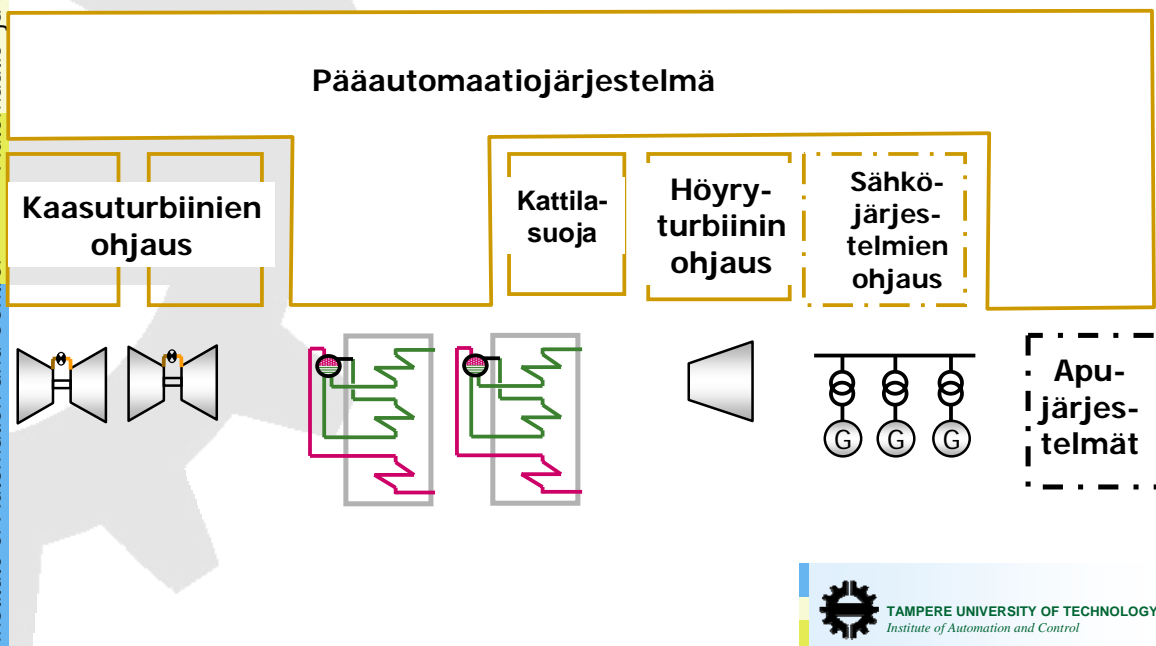 Pääautomaatiojärjestelmä
Kaasuturbiinien
ohjaus
Kattila-
suoja
Höyry-
turbiinin
ohjaus
Sähkö-
järjes-
telmien
ohjaus
G
G
G
Apu-
järjes-
telmät
TAMPERE UNIVERSITY OF TECHNOLOGY
Institute of Automation and Control